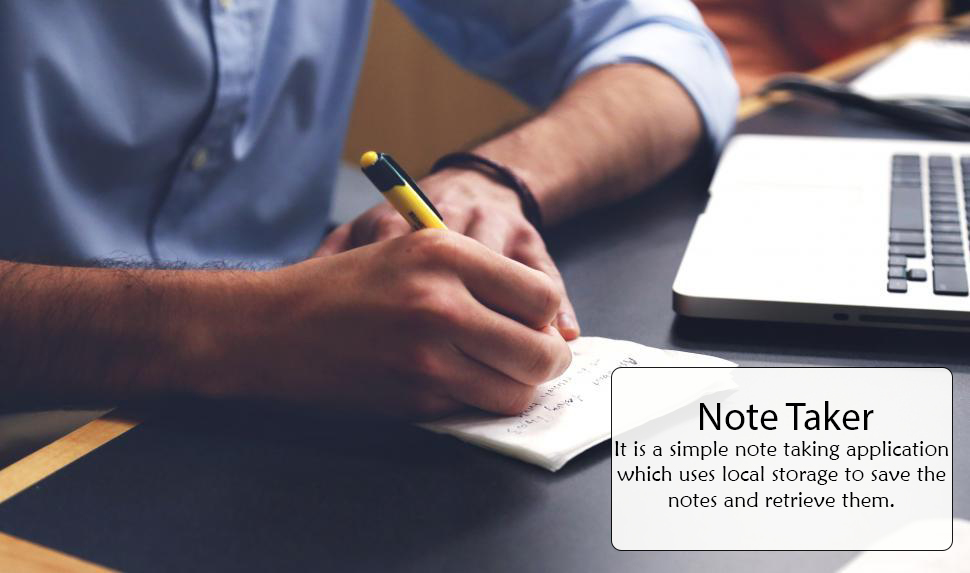 Note Taker
It is a simple note taking application
which uses local storage to save the
notes and retrieve them.